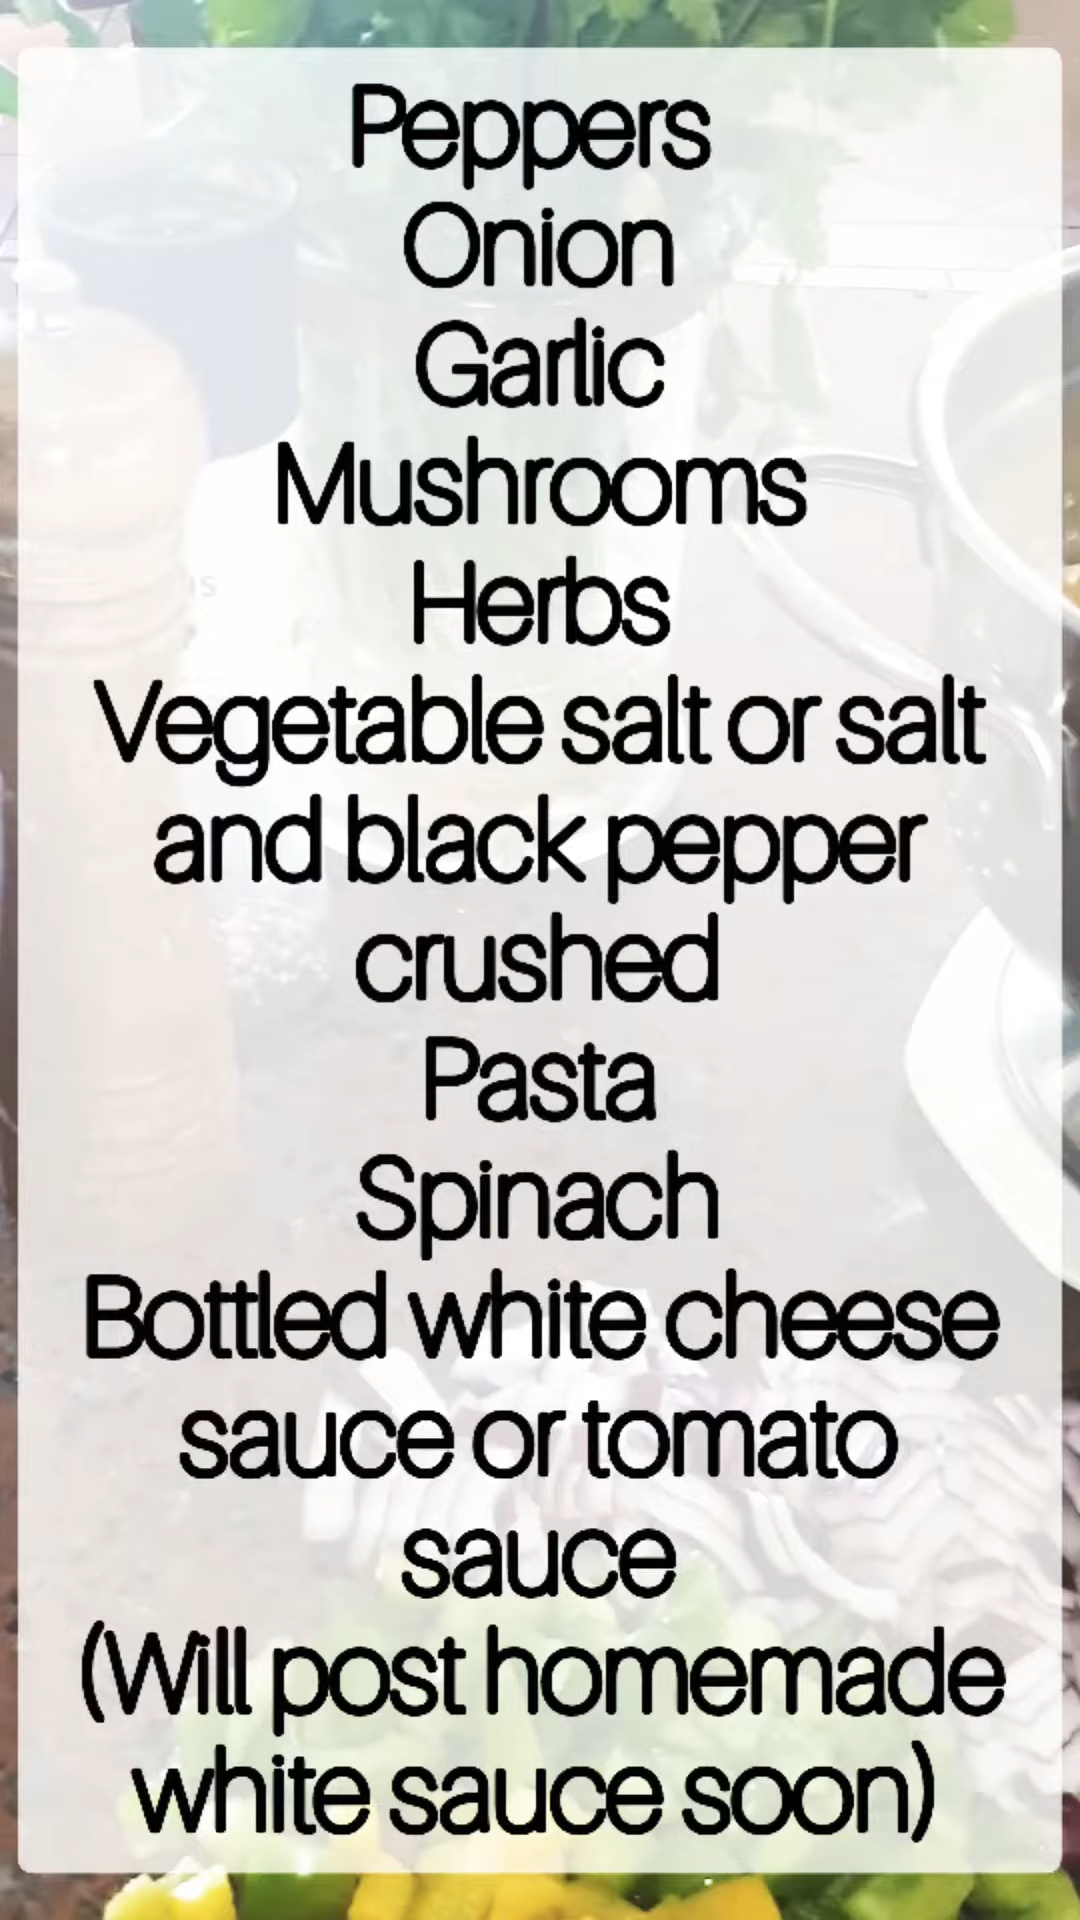 Peppers
Onion
Garlic
Mushrooms
Herbs
Vegetable salt or salt
and black pepper
crushed
Pasta
Spinach
Bottled white cheese
sauce or tomato
sauce
(Will post homemade
white sauce soon)